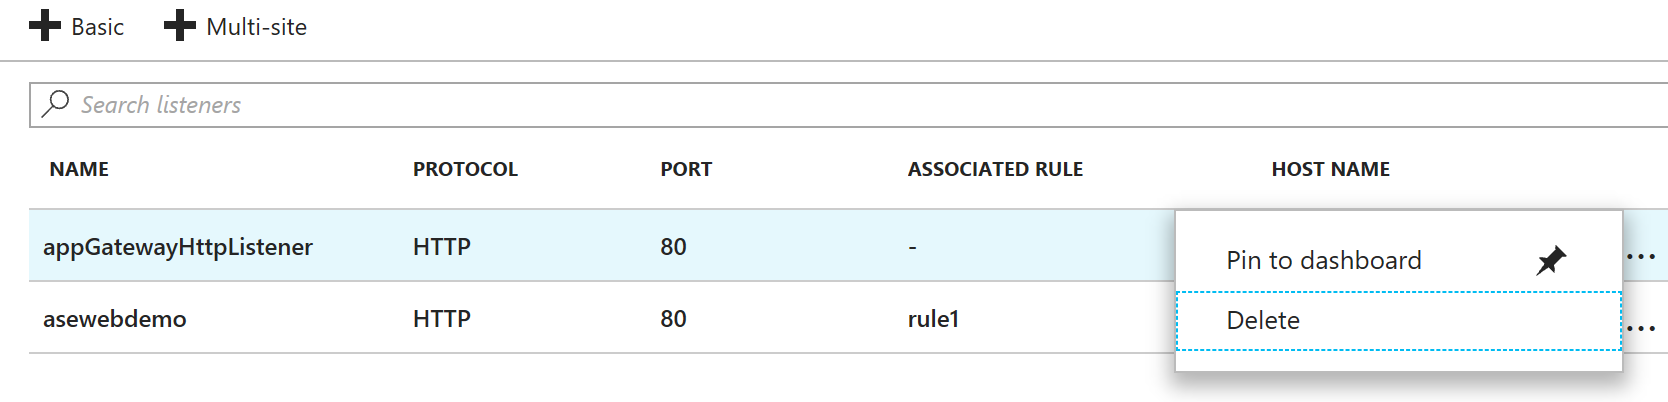 Basic Multi-site
Search listeners
NAME PROTOCOL PORT ASSOCIATED RULE HOST NAME
appGatewayHttpListener HTTP 80 - ...
Pin to dashboard
asewebdemo HTTP 80 rule1 ...
Delete